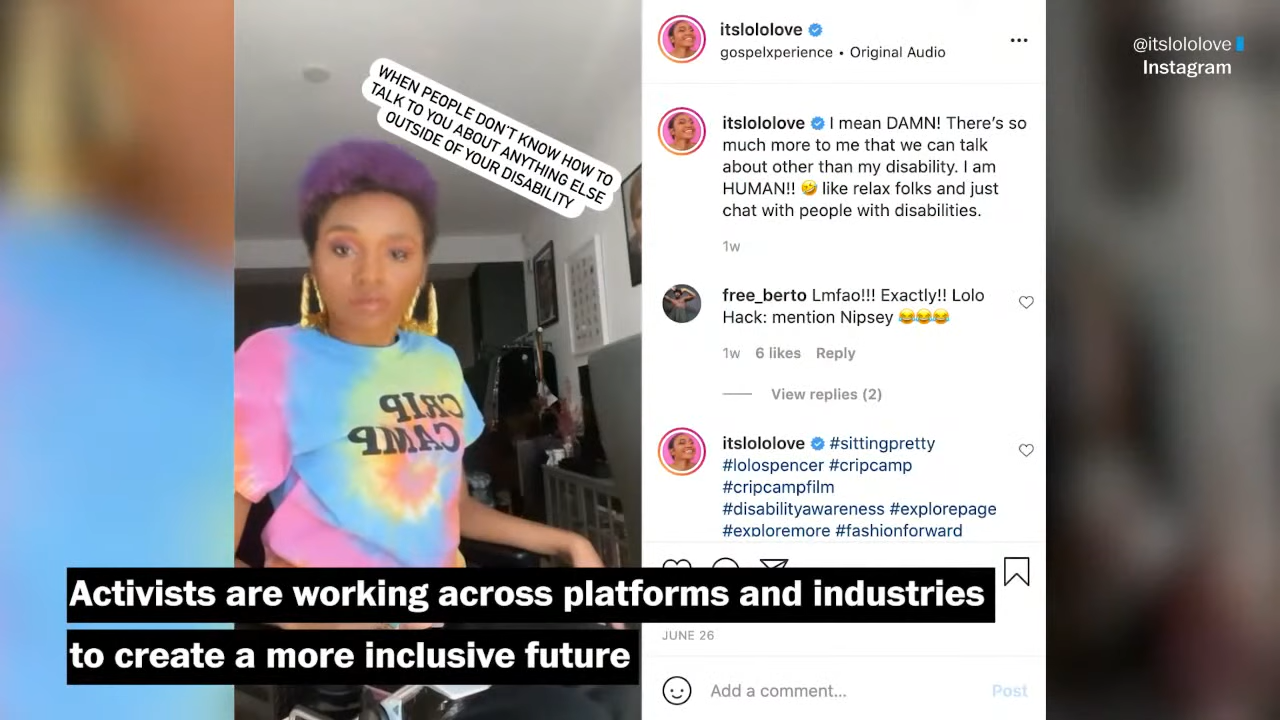 @itslololove
Instagram
WHEN PEOPLE DON'T KNOW HOW TO
TALK TO YOU ABOUT ANYTHING ELSE
OUTSIDE OF YOUR DISABILITY
CRIP
CAMP
itslololove
gospelxperience • Original Audio
itslololove I mean DAMN! There's so
much more to me that we can talk
about other than my disability. I am
HUMAN!! 🤣 like relax folks and just
chat with people with disabilities.
1w
free_berto Lmfao!!! Exactly!! Lolo
Hack: mention Nipsey 😂😂😂
1w 6 likes Reply
View replies (2)
itslololove #sittingpretty
#lolospencer #cripcamp
#cripcampfilm
#disabilityawareness #explorepage
#exploremore #fashionforward
JUNE 26
Add a comment...
Post
Activists are working across platforms and industries
to create a more inclusive future